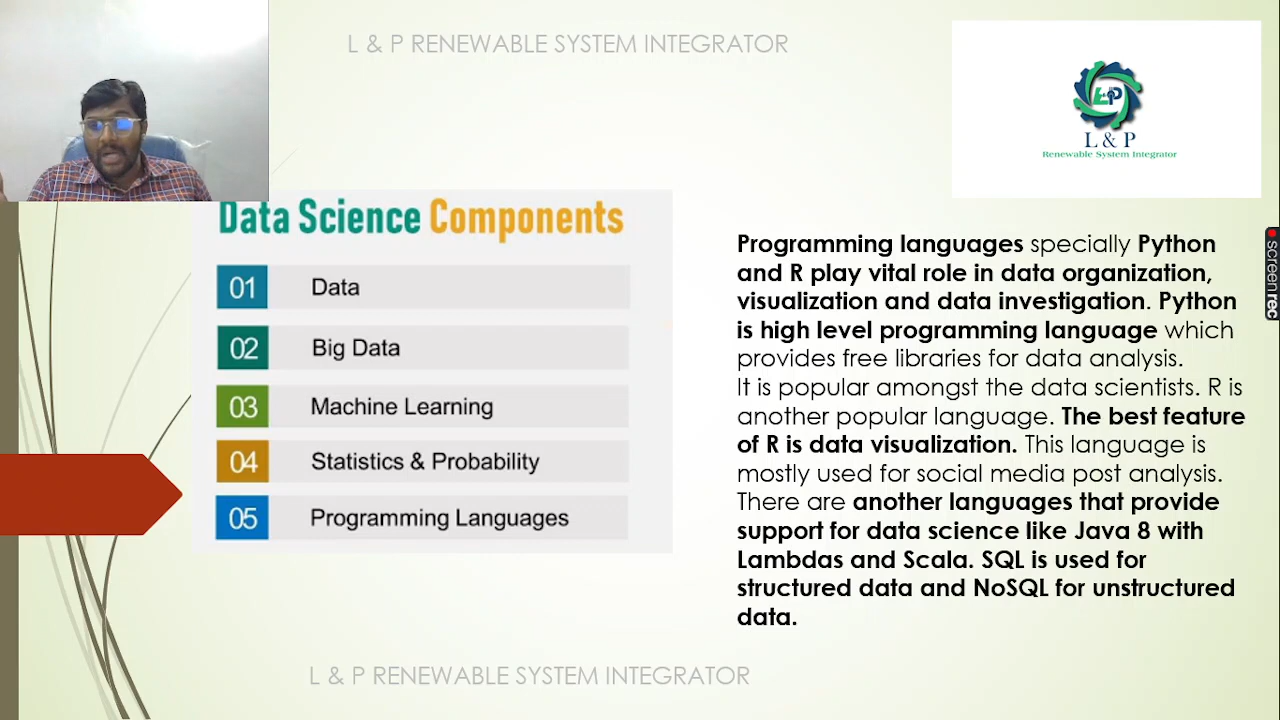 L & P RENEWABLE SYSTEM INTEGRATOR
L & P
L & P
Renewable System Integrator
Data Science Components
01 Data
02 Big Data
03 Machine Learning
04 Statistics & Probability
05 Programming Languages
Programming languages specially Python
and R play vital role in data organization,
visualization and data investigation. Python
is high level programming language which
provides free libraries for data analysis.
It is popular amongst the data scientists. R is
another popular language. The best feature
of R is data visualization. This language is
mostly used for social media post analysis.
There are another languages that provide
support for data science like Java 8 with
Lambdas and Scala. SQL is used for
structured data and NoSQL for unstructured
data.
screenrec
L & P RENEWABLE SYSTEM INTEGRATOR